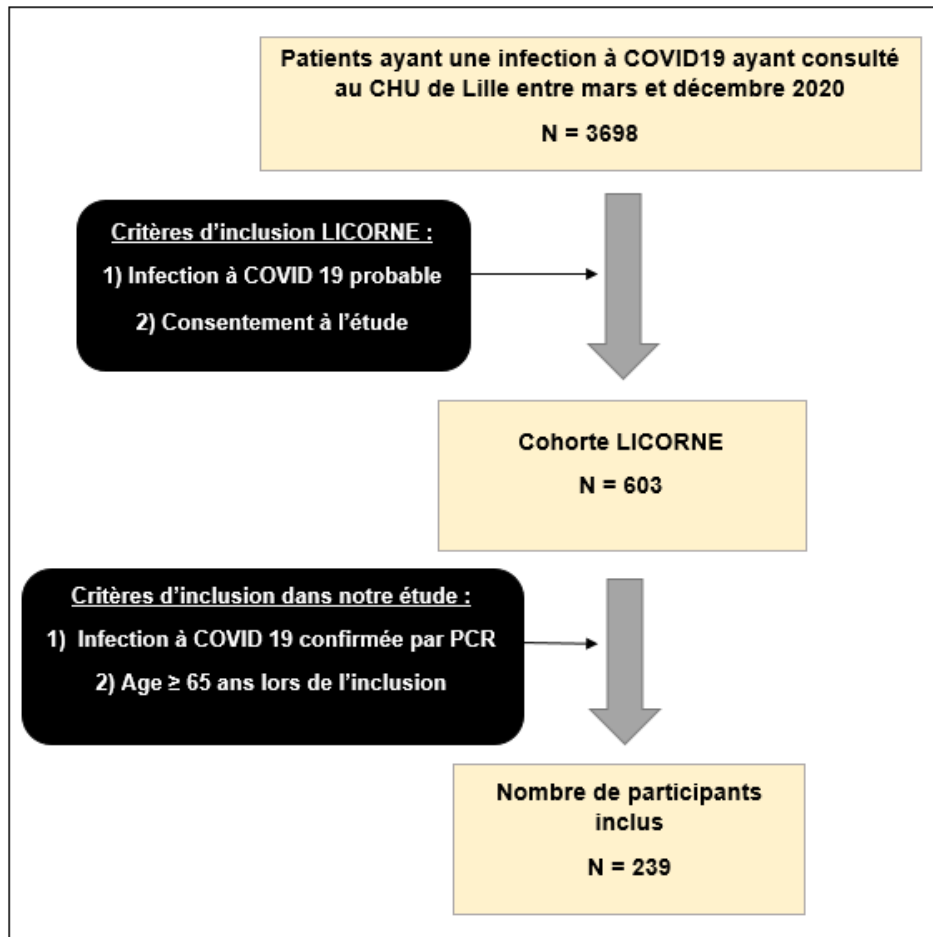 Patients ayant une infection à COVID19 ayant consulté
au CHU de Lille entre mars et décembre 2020
N = 3698
Critères d'inclusion LICORNE :
1) Infection à COVID 19 probable
2) Consentement à l'étude
Cohorte LICORNE
N = 603
Critères d'inclusion dans notre étude :
1) Infection à COVID 19 confirmée par PCR
2) Age ≥ 65 ans lors de l'inclusion
Nombre de participants
inclus
N = 239